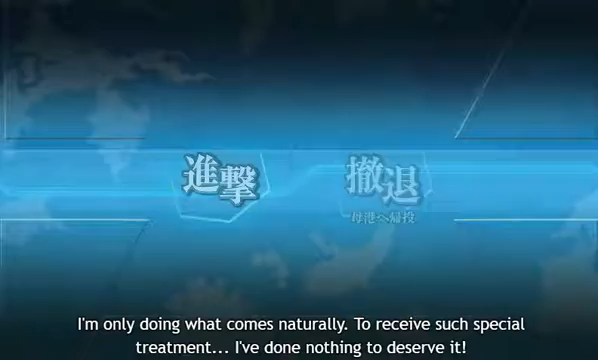 進撃
撤退
母港へ帰投
I'm only doing what comes naturally. To receive such special
treatment... I've done nothing to deserve it!